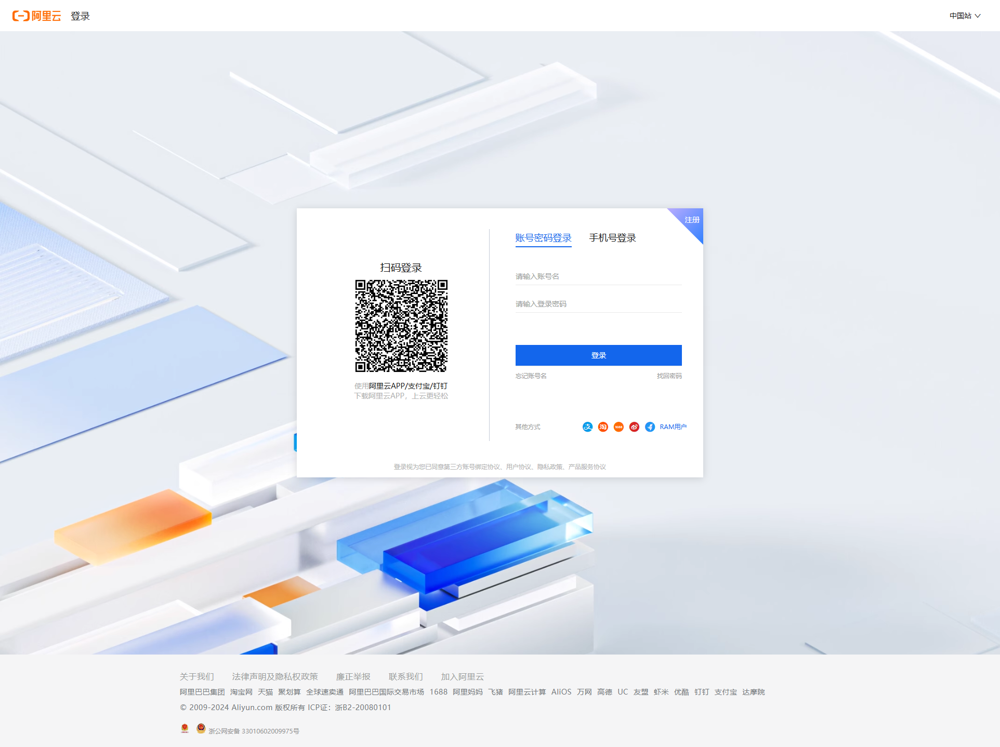 阿里云 登录
中国站
注册
账号密码登录 手机号登录
扫码登录
请输入账号名
请输入登录密码
登录
忘记账号名 找回密码
使用阿里云APP/支付宝/钉钉
下载阿里云APP，上云更轻松
其他方式 支 淘 1688 RAM用户
登录视为您已同意第三方账号绑定协议、用户协议、隐私政策、产品服务协议
关于我们 法律声明及隐私权政策 廉正举报 联系我们 加入阿里云
阿里巴巴集团 淘宝网 天猫 聚划算 全球速卖通 阿里巴巴国际交易市场 1688 阿里妈妈 飞猪 阿里云计算 AliOS 万网 高德 UC 友盟 虾米 优酷 钉钉 支付宝 达摩院
© 2009-2024 Aliyun.com 版权所有 ICP证：浙B2-20080101
浙公网安备 33010602009975号